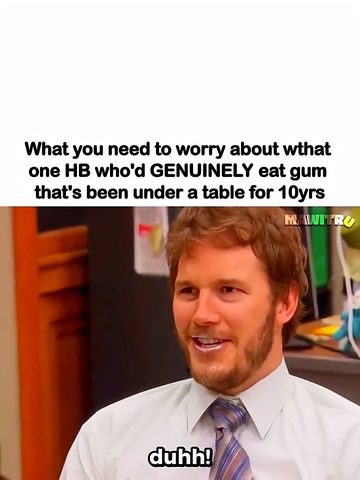 What you need to worry about wthat
one HB who'd GENUINELY eat gum
that's been under a table for 10yrs
MAWITRU
duhh!